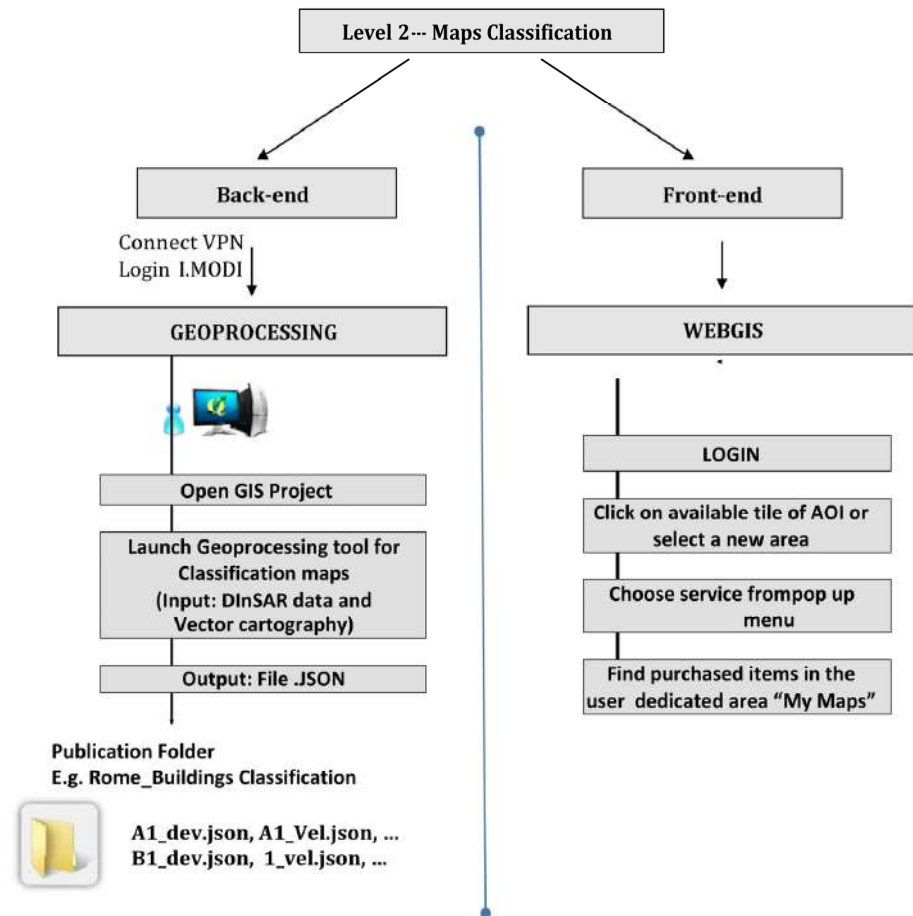 Level 2--- Maps Classification
Back-end
Connect VPN
Login I.MODI
GEOPROCESSING
Open GIS Project
Launch Geoprocessing tool for
Classification maps
(Input: DInSAR data and
Vector cartography)
Output: File .JSON
Publication Folder
E.g. Rome_Buildings Classification
A1_dev.json, A1_Vel.json, ...
B1_dev.json, 1_vel.json, ...
Front--end
WEBGIS
LOGIN
Click on available tile of AOI or
select a new area
Choose service frompop up
menu
Find purchased items in the
user dedicated area “My Maps”